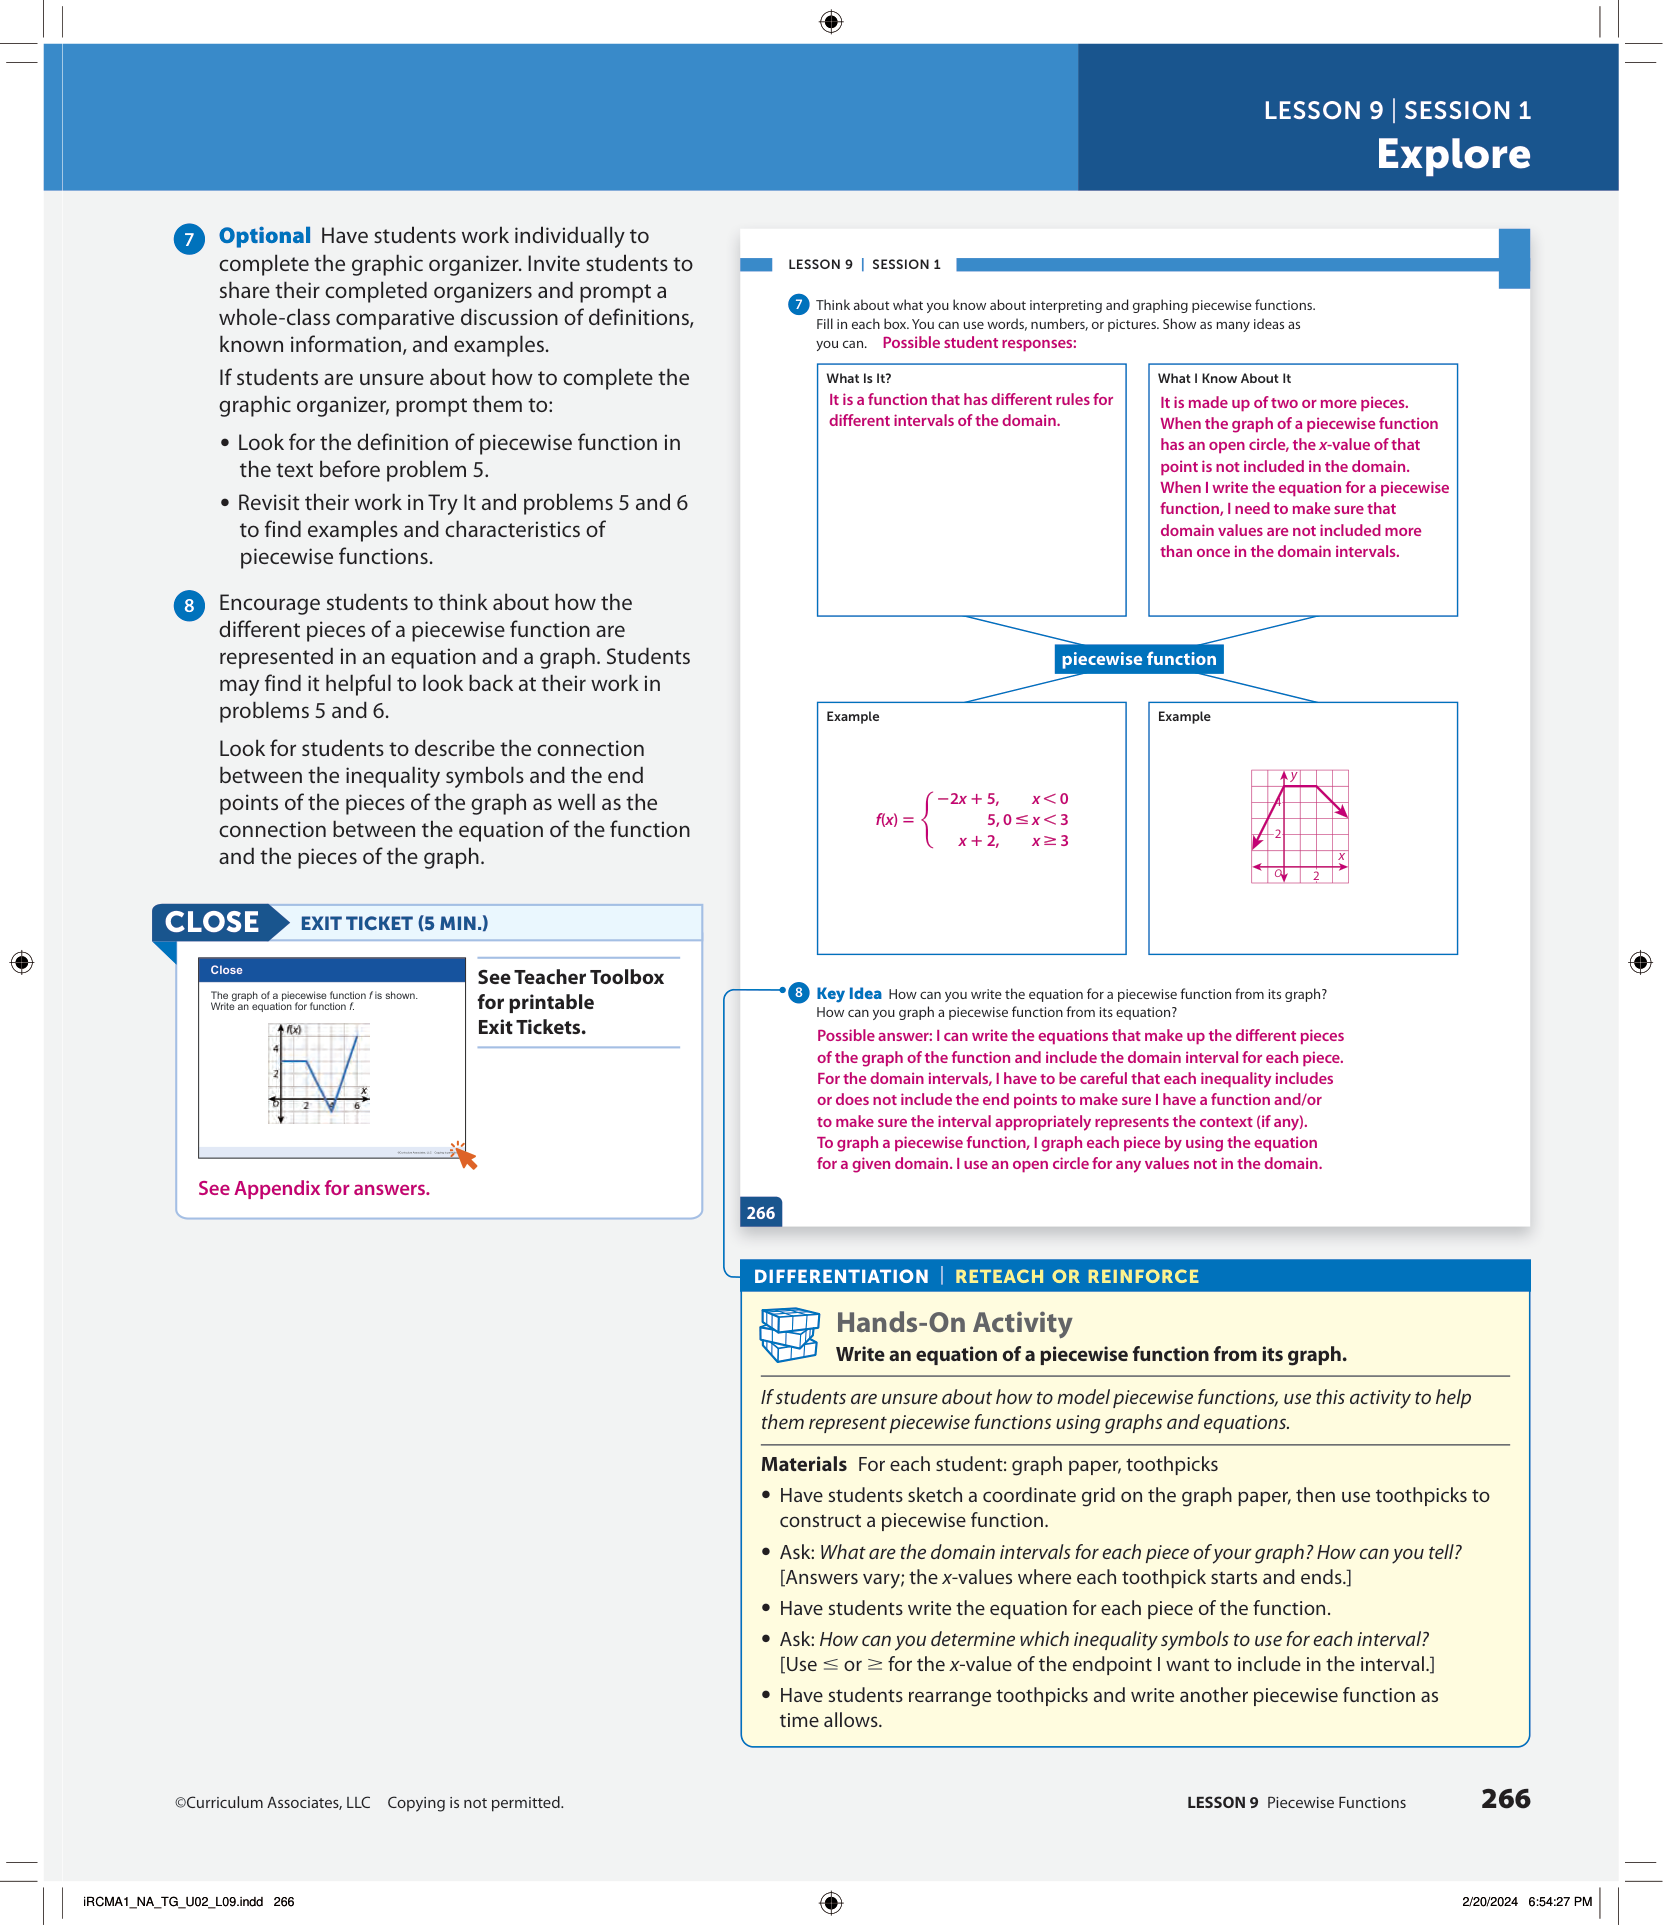 LESSON 9 | SESSION 1
Explore
7 Optional Have students work individually to
complete the graphic organizer. Invite students to
share their completed organizers and prompt a
whole-class comparative discussion of definitions,
known information, and examples.
If students are unsure about how to complete the
graphic organizer, prompt them to:
• Look for the definition of piecewise function in
the text before problem 5.
• Revisit their work in Try It and problems 5 and 6
to find examples and characteristics of
piecewise functions.
8 Encourage students to think about how the
different pieces of a piecewise function are
represented in an equation and a graph. Students
may find it helpful to look back at their work in
problems 5 and 6.
Look for students to describe the connection
between the inequality symbols and the end
points of the pieces of the graph as well as the
connection between the equation of the function
and the pieces of the graph.
CLOSE EXIT TICKET (5 MIN.)
Close
The graph of a piecewise function f is shown.
Write an equation for function f.
f(x)
4
2
x
0 2 4 6
See Teacher Toolbox
for printable
Exit Tickets.
See Appendix for answers.
LESSON 9 | SESSION 1
7 Think about what you know about interpreting and graphing piecewise functions.
Fill in each box. You can use words, numbers, or pictures. Show as many ideas as
you can. Possible student responses:
What Is It?
It is a function that has different rules for
different intervals of the domain.
What I Know About It
It is made up of two or more pieces.
When the graph of a piecewise function
has an open circle, the x-value of that
point is not included in the domain.
When I write the equation for a piecewise
function, I need to make sure that
domain values are not included more
than once in the domain intervals.
piecewise function
Example
−2x + 5, x < 0
f(x) = { 5, 0 ≤ x < 3
x + 2, x ≥ 3
Example
y
4
2
x
O 2
8 Key Idea How can you write the equation for a piecewise function from its graph?
How can you graph a piecewise function from its equation?
Possible answer: I can write the equations that make up the different pieces
of the graph of the function and include the domain interval for each piece.
For the domain intervals, I have to be careful that each inequality includes
or does not include the end points to make sure I have a function and/or
to make sure the interval appropriately represents the context (if any).
To graph a piecewise function, I graph each piece by using the equation
for a given domain. I use an open circle for any values not in the domain.
266
DIFFERENTIATION | RETEACH OR REINFORCE
Hands-On Activity
Write an equation of a piecewise function from its graph.
If students are unsure about how to model piecewise functions, use this activity to help
them represent piecewise functions using graphs and equations.
Materials For each student: graph paper, toothpicks
• Have students sketch a coordinate grid on the graph paper, then use toothpicks to
construct a piecewise function.
• Ask: What are the domain intervals for each piece of your graph? How can you tell?
[Answers vary; the x-values where each toothpick starts and ends.]
• Have students write the equation for each piece of the function.
• Ask: How can you determine which inequality symbols to use for each interval?
[Use ≤ or ≥ for the x-value of the endpoint I want to include in the interval.]
• Have students rearrange toothpicks and write another piecewise function as
time allows.
©Curriculum Associates, LLC Copying is not permitted.
LESSON 9 Piecewise Functions 266
iRCMA1_NA_TG_U02_L09.indd 266
2/20/2024 6:54:27 PM